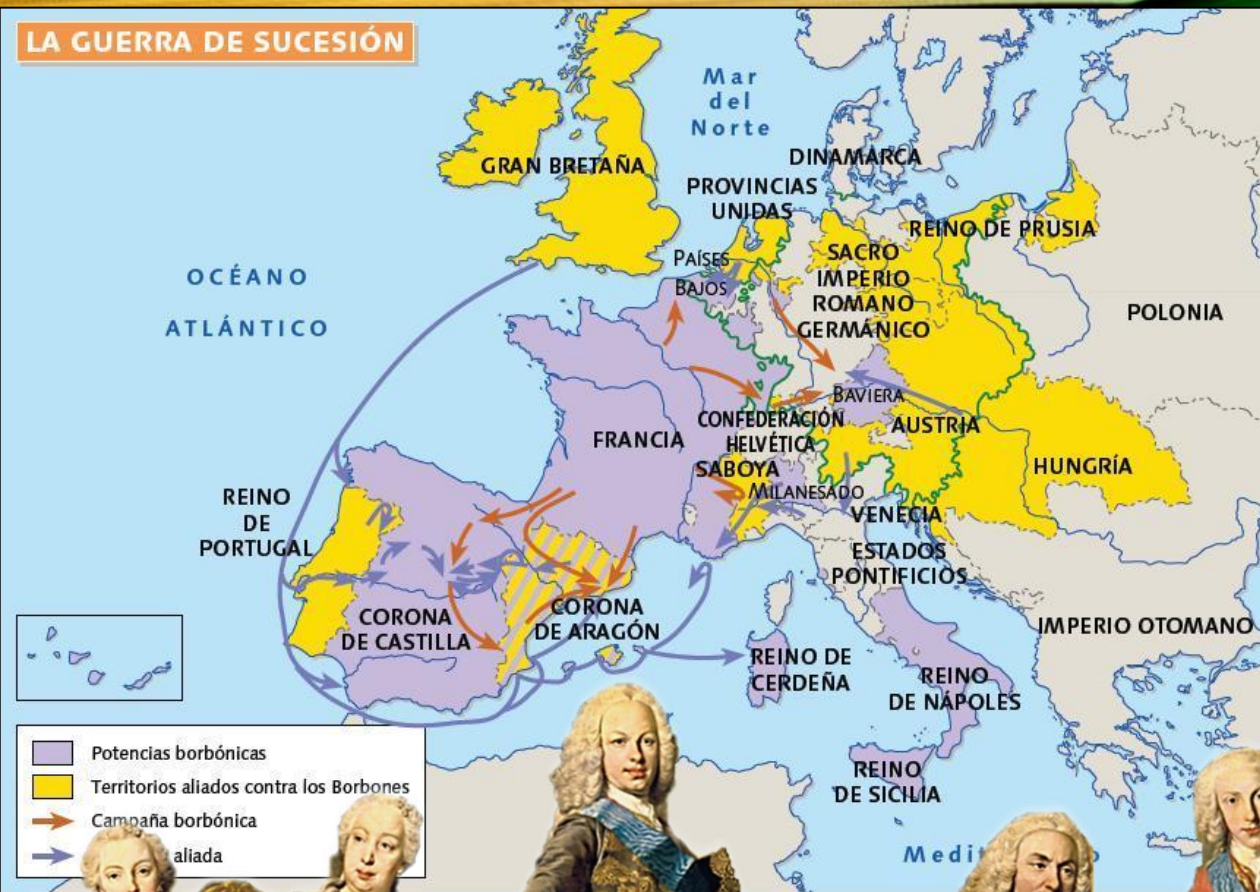 LA GUERRA DE SUCESIÓN
Mar
del
Norte
GRAN BRETAÑA
DINAMARCA
PROVINCIAS
UNIDAS
REINO DE PRUSIA
PAÍSES
BAJOS
SACRO
IMPERIO
ROMANO
GERMÁNICO
OCÉANO
ATLÁNTICO
POLONIA
BAVIERA
CONFEDERACIÓN
HELVÉTICA
AUSTRIA
FRANCIA
HUNGRÍA
SABOYA
MILANESADO
VENECIA
REINO
DE
PORTUGAL
ESTADOS
PONTIFICIOS
CORONA
DE CASTILLA
CORONA
DE ARAGÓN
IMPERIO OTOMANO
REINO DE
CERDEÑA
REINO
DE NÁPOLES
REINO
DE SICILIA
Potencias borbónicas
Territorios aliados contra los Borbones
Campaña borbónica
aliada